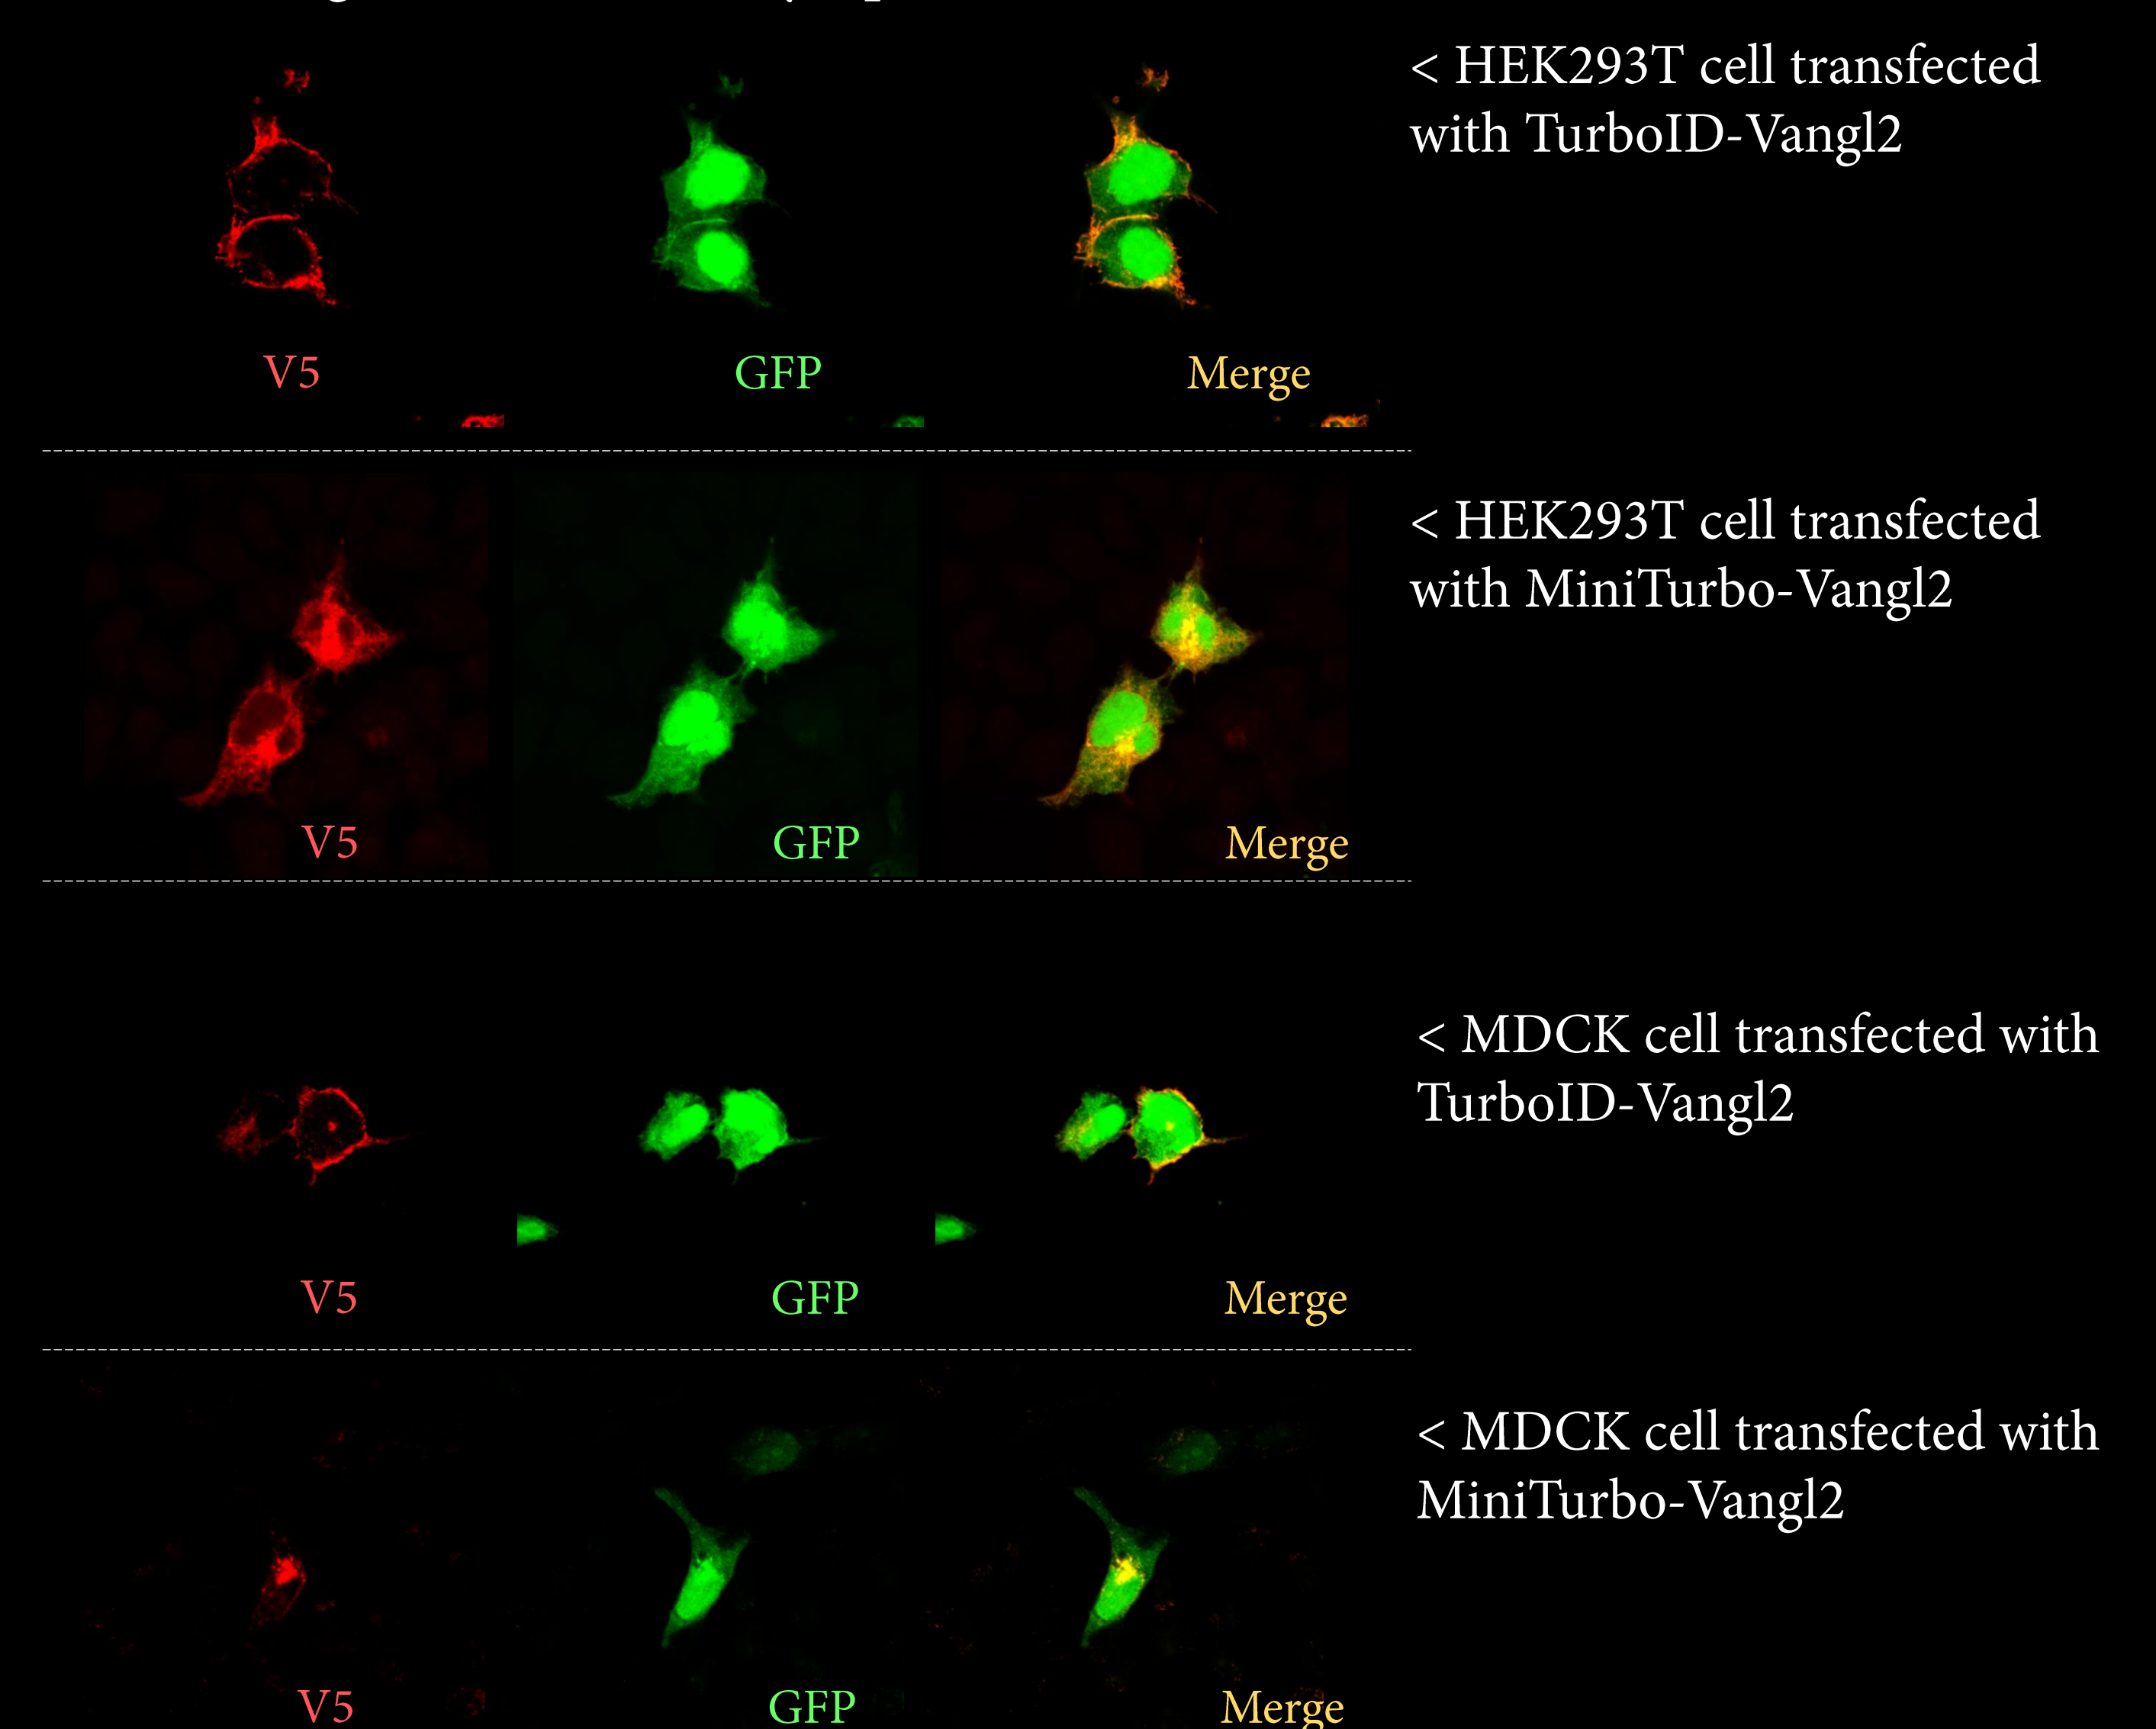 < HEK293T cell transfected
with TurboID-Vangl2
V5
GFP
Merge
< HEK293T cell transfected
with MiniTurbo-Vangl2
V5
GFP
Merge
< MDCK cell transfected with
TurboID-Vangl2
V5
GFP
Merge
< MDCK cell transfected with
MiniTurbo-Vangl2
V5
GFP
Merge